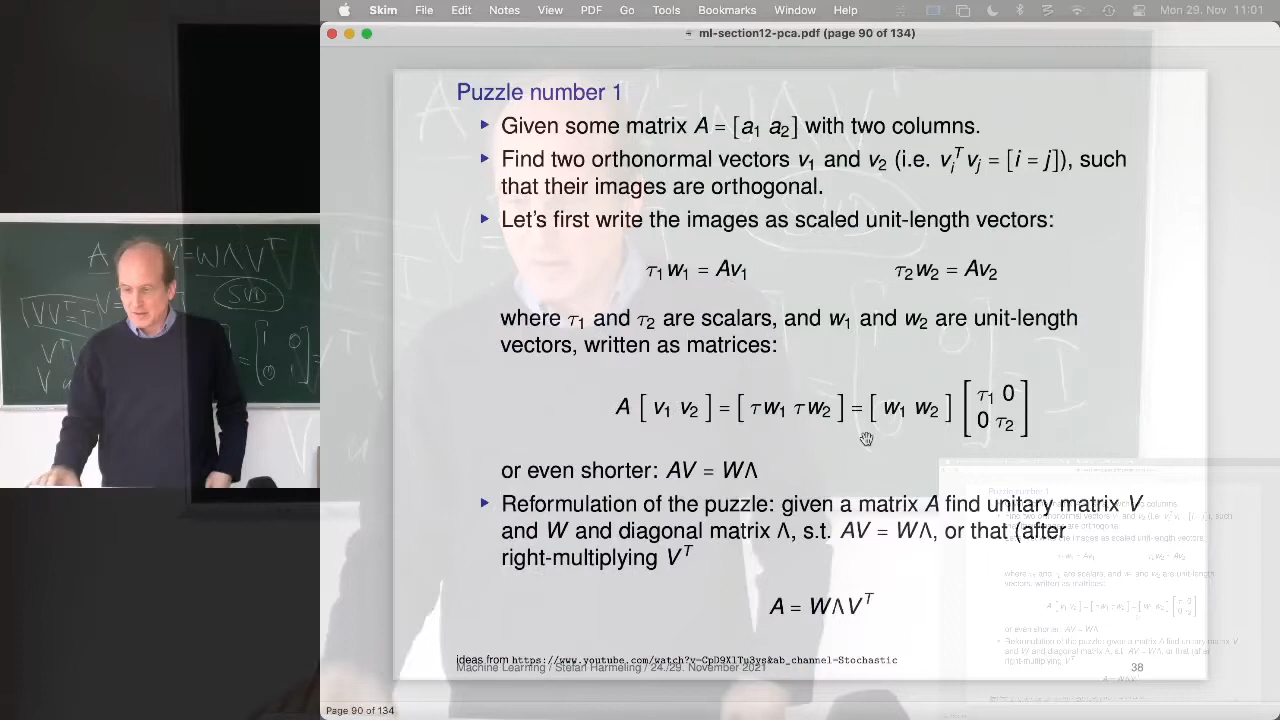 Skim File Edit Notes View PDF Go Tools Bookmarks Window Help Mon 29. Nov 11:01
ml-section12-pca.pdf (page 90 of 134)
Puzzle number 1
Given some matrix A = [a₁ a₂] with two columns.
Find two orthonormal vectors v₁ and v₂ (i.e. vᵢᵀvⱼ = [i = j]), such
that their images are orthogonal.
Let's first write the images as scaled unit-length vectors:
τ₁w₁ = Av₁ τ₂w₂ = Av₂
where τ₁ and τ₂ are scalars, and w₁ and w₂ are unit-length
vectors, written as matrices:
A [ v₁ v₂ ] = [ τw₁ τw₂ ] = [ w₁ w₂ ] [ τ₁ 0
0 τ₂ ]
or even shorter: AV = WΛ
Reformulation of the puzzle: given a matrix A find unitary matrix V
and W and diagonal matrix Λ, s.t. AV = WΛ, or that (after
right-multiplying Vᵀ
A = WΛVᵀ
ideas from https://www.youtube.com/watch?v=CpD9XlTu3ys&ab_channel=Stochastic
Machine Learning / Stefan Harmeling / 24./29. November 2021 38
Page 90 of 134
= WΛVᵀ
SVD